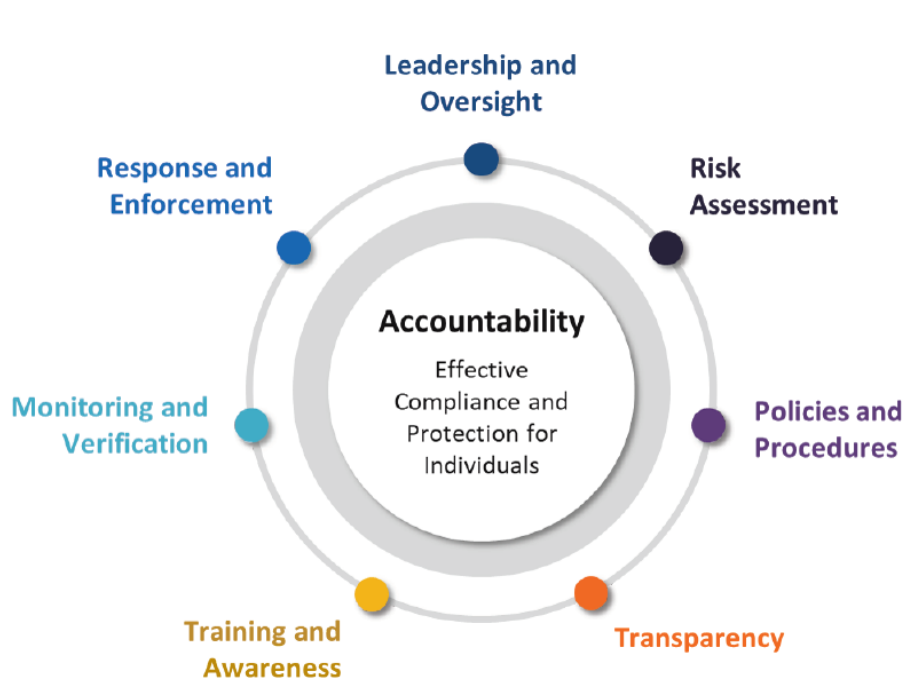 Leadership and
Oversight
Risk
Assessment
Policies and
Procedures
Transparency
Training and
Awareness
Monitoring and
Verification
Response and
Enforcement
Accountability
Effective
Compliance and
Protection for
Individuals